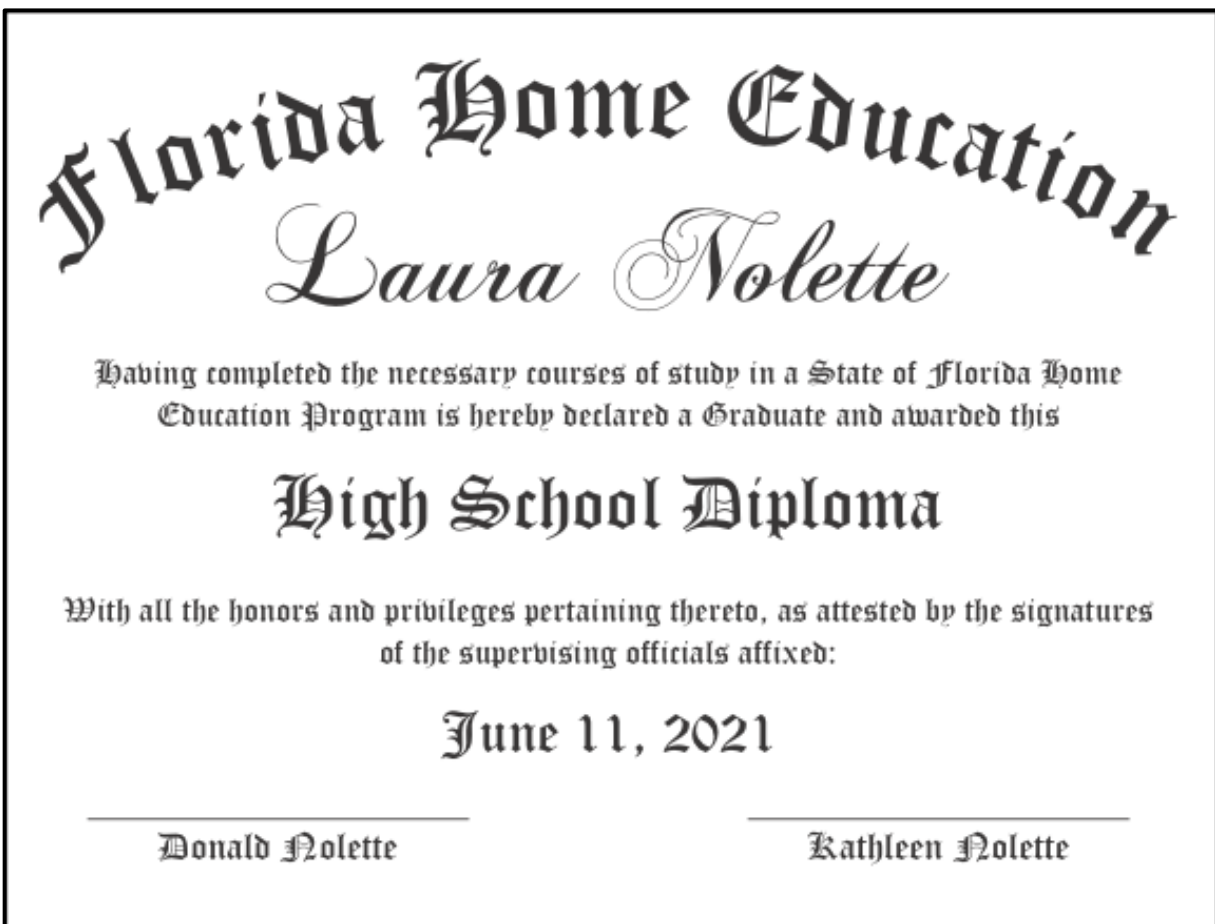 Florida Home Education
Laura Nolette
Having completed the necessary courses of study in a State of Florida Home
Education Program is hereby declared a Graduate and awarded this
High School Diploma
With all the honors and privileges pertaining thereto, as attested by the signatures
of the supervising officials affixed:
June 11, 2021
Donald Nolette
Kathleen Nolette